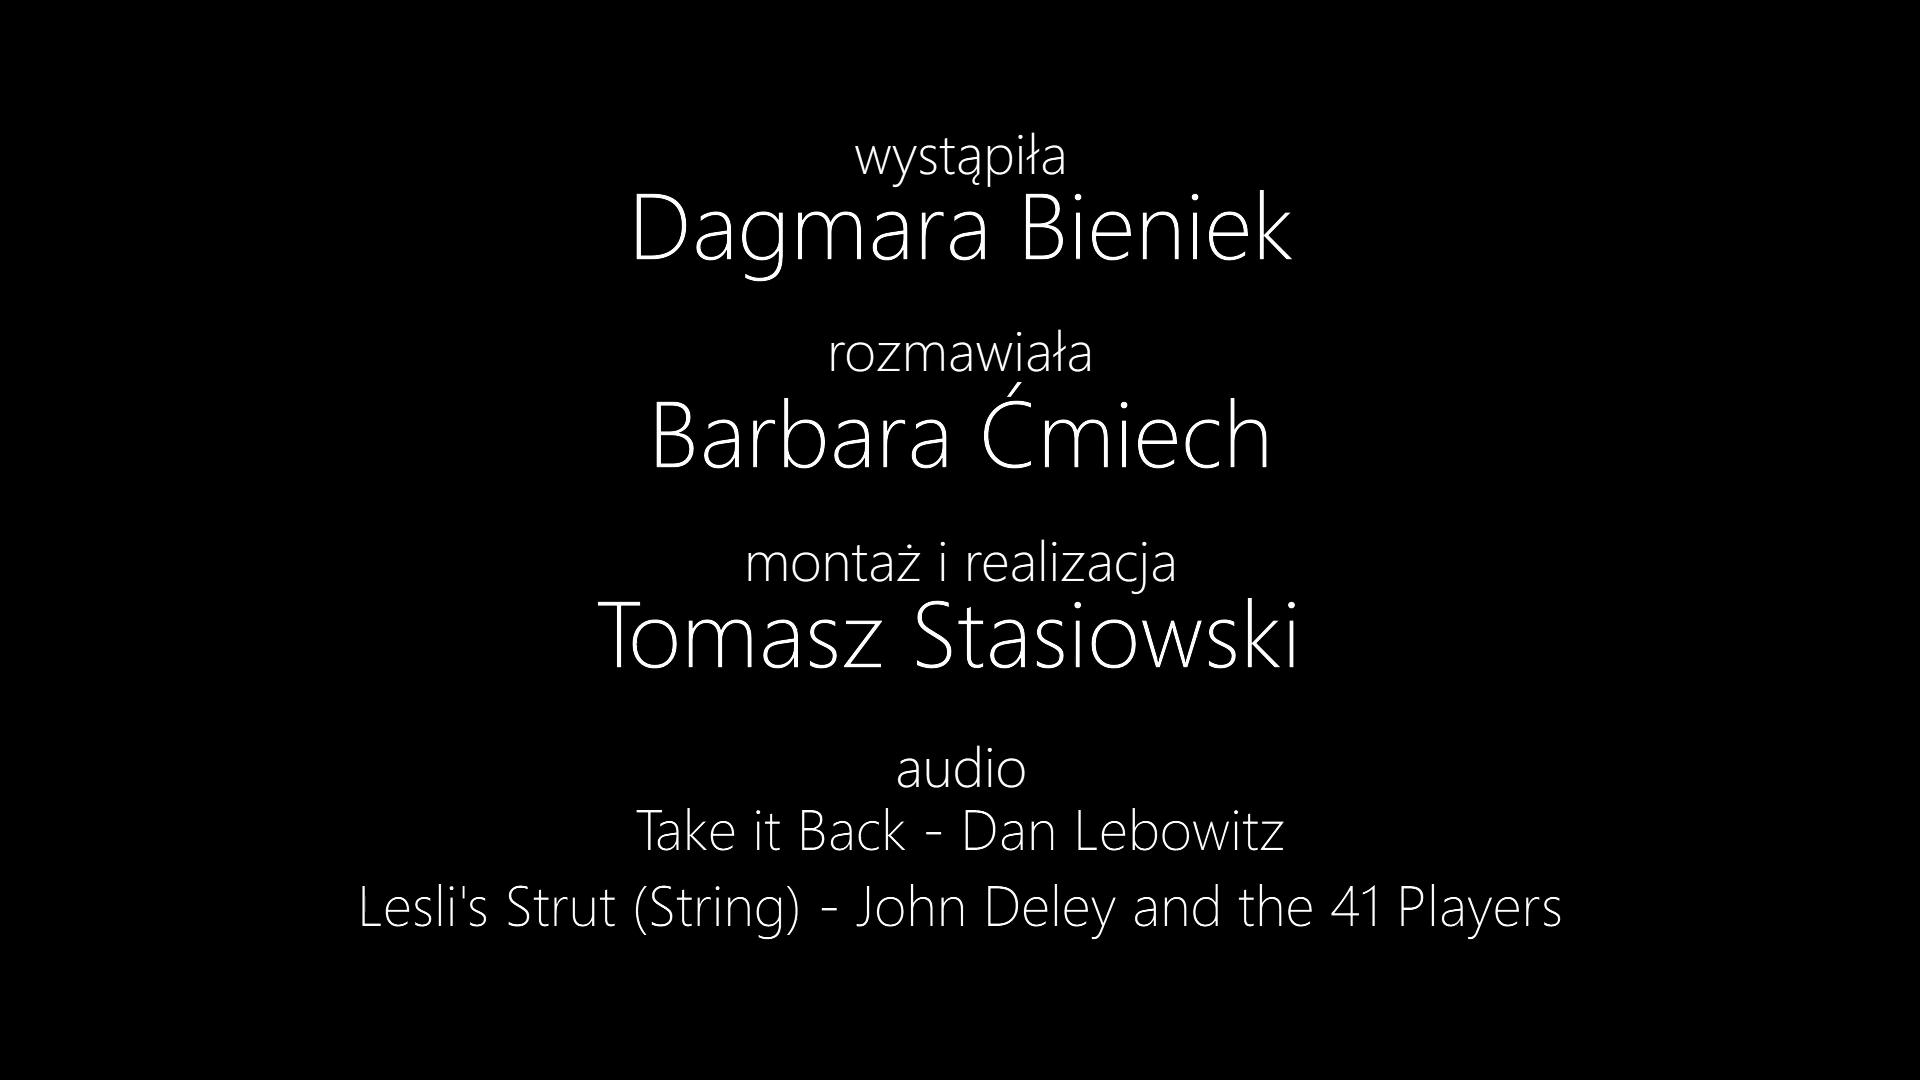 wystąpiła
Dagmara Bieniek
rozmawiała
Barbara Ćmiech
montaż i realizacja
Tomasz Stasiowski
audio
Take it Back - Dan Lebowitz
Lesli's Strut (String) - John Deley and the 41 Players